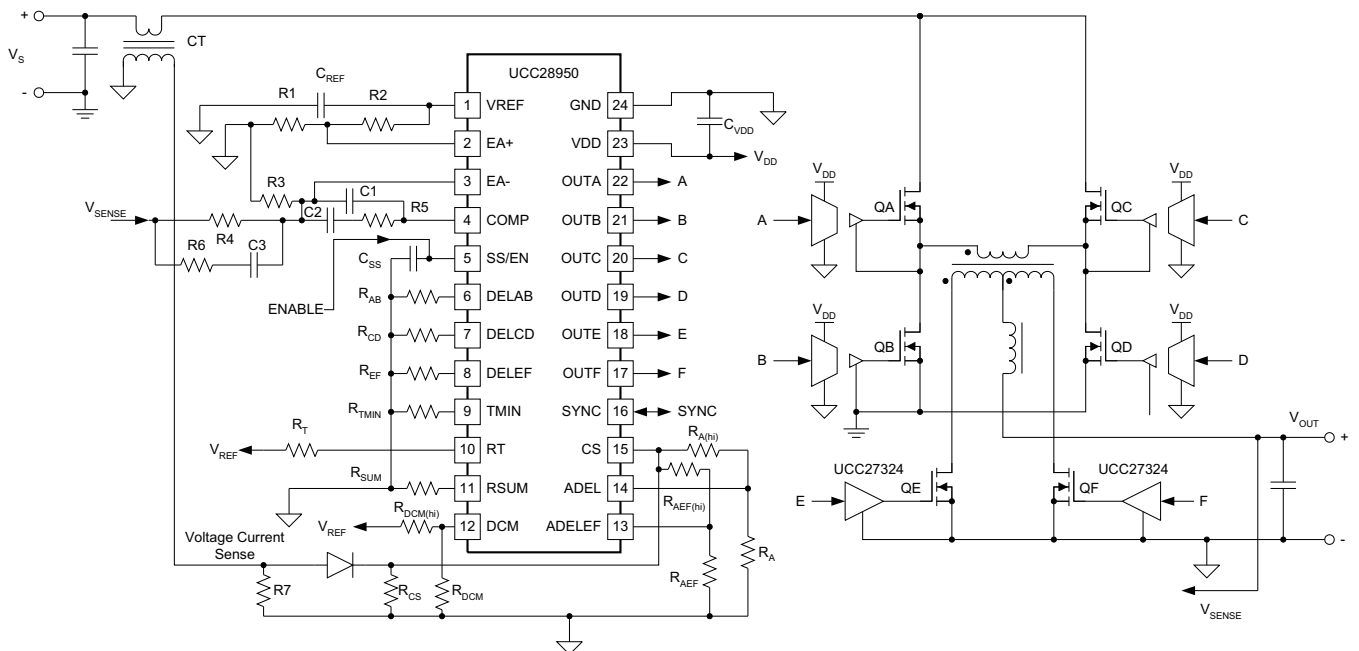 +
CT
V_S
-
UCC28950
C_REF
R1
R2
1 VREF
GND 24
C_VDD
2 EA+
VDD 23
V_DD
3 EA-
OUTA 22
A
R3
C1
V_SENSE
C2
R5
4 COMP
OUTB 21
B
R4
R6
C3
C_SS
5 SS/EN
OUTC 20
C
R_AB
6 DELAB
OUTD 19
D
ENABLE
R_CD
7 DELCD
OUTE 18
E
R_EF
8 DELEF
OUTF 17
F
R_TMIN
9 TMIN
SYNC 16
SYNC
R_T
V_REF
10 RT
CS 15
R_A(hi)
R_SUM
11 RSUM
ADEL 14
R_AEF(hi)
R_DCM(hi)
V_REF
12 DCM
ADELEF 13
Voltage Current
Sense
R7
R_CS
R_DCM
R_AEF
R_A
V_DD
V_DD
A
QA
QC
C
V_DD
V_DD
B
QB
QD
D
V_OUT
+
UCC27324
UCC27324
E
QE
QF
F
-
V_SENSE